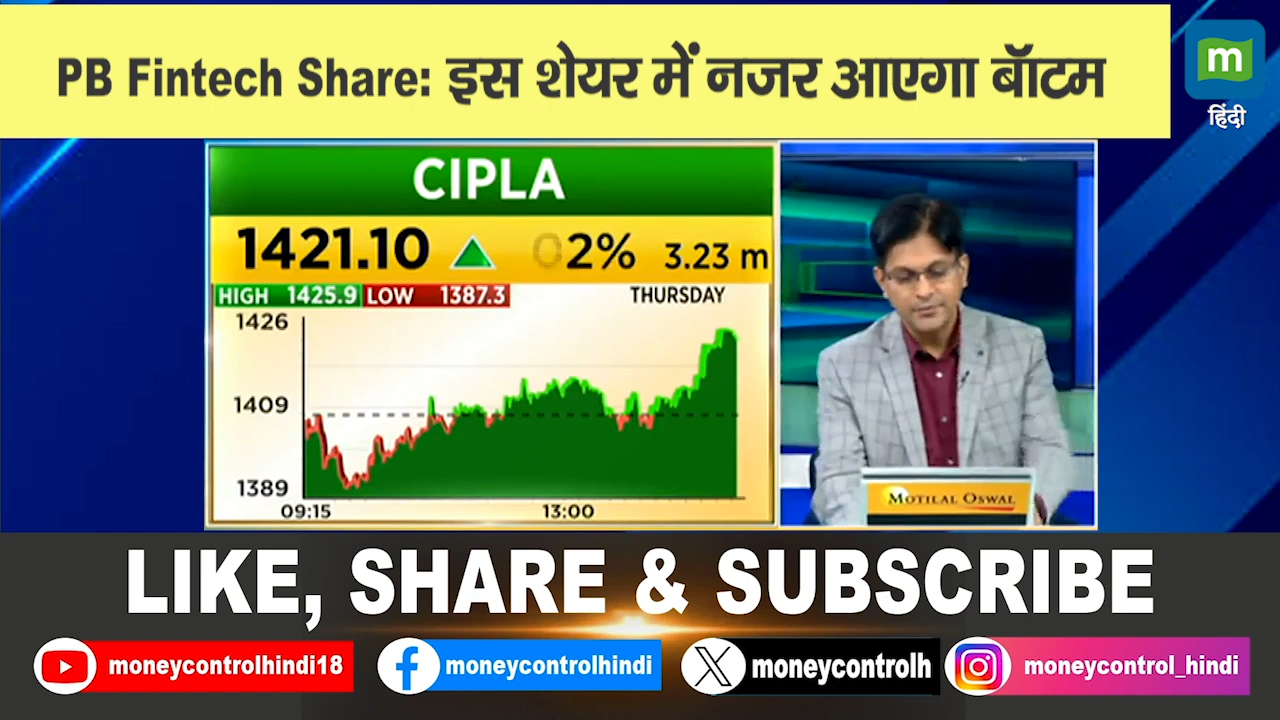 PB Fintech Share: इस शेयर में नजर आएगा बॉटम
m
हिंदी
CIPLA
1421.10 2% 3.23 m
HIGH 1425.9 LOW 1387.3 THURSDAY
1426
1409
1389
09:15 13:00
MOTILAL OSWAL
LIKE, SHARE & SUBSCRIBE
moneycontrolhindi18 moneycontrolhindi moneycontrolh moneycontrol_hindi